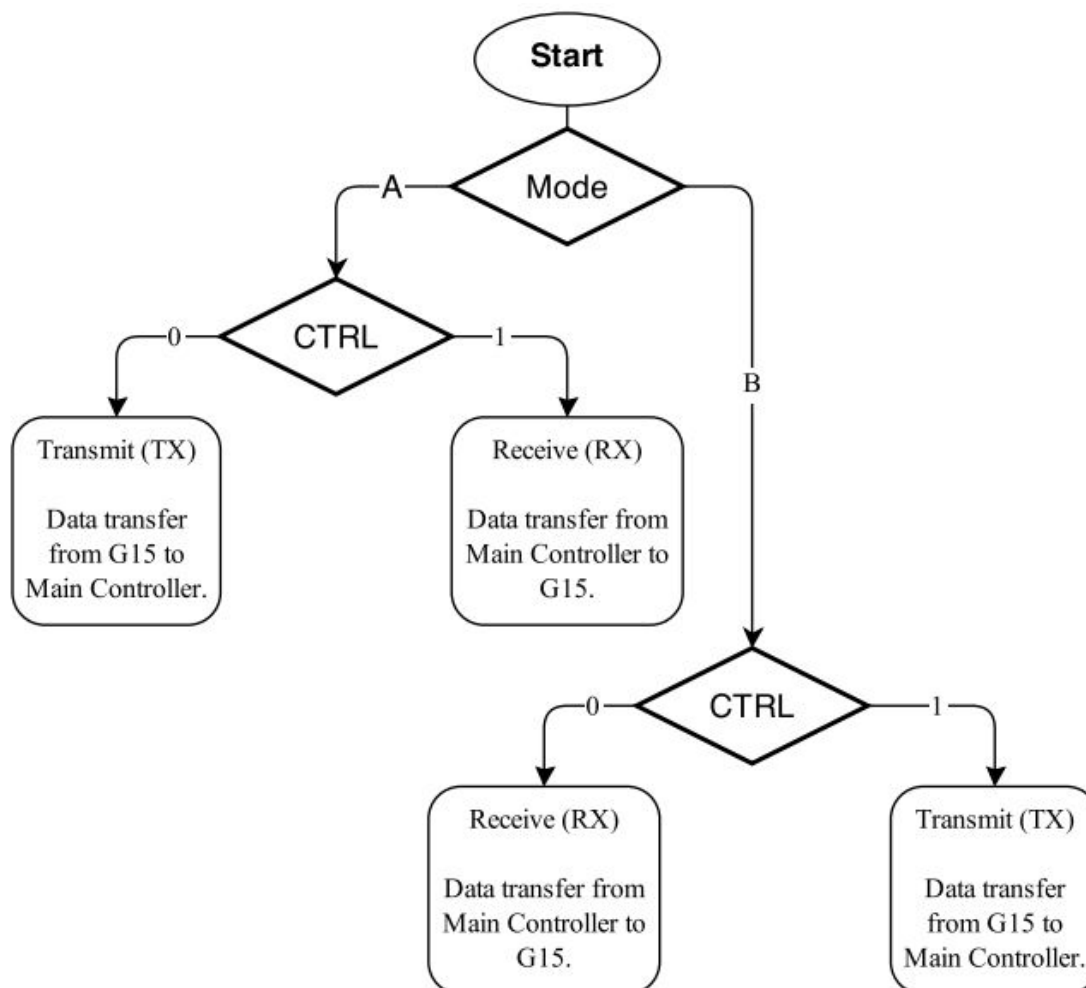 Start
Mode
A
CTRL
0
1
B
Transmit (TX)
Data transfer
from G15 to
Main Controller.
Receive (RX)
Data transfer from
Main Controller to
G15.
CTRL
0
1
Receive (RX)
Data transfer from
Main Controller to
G15.
Transmit (TX)
Data transfer
from G15 to
Main Controller.